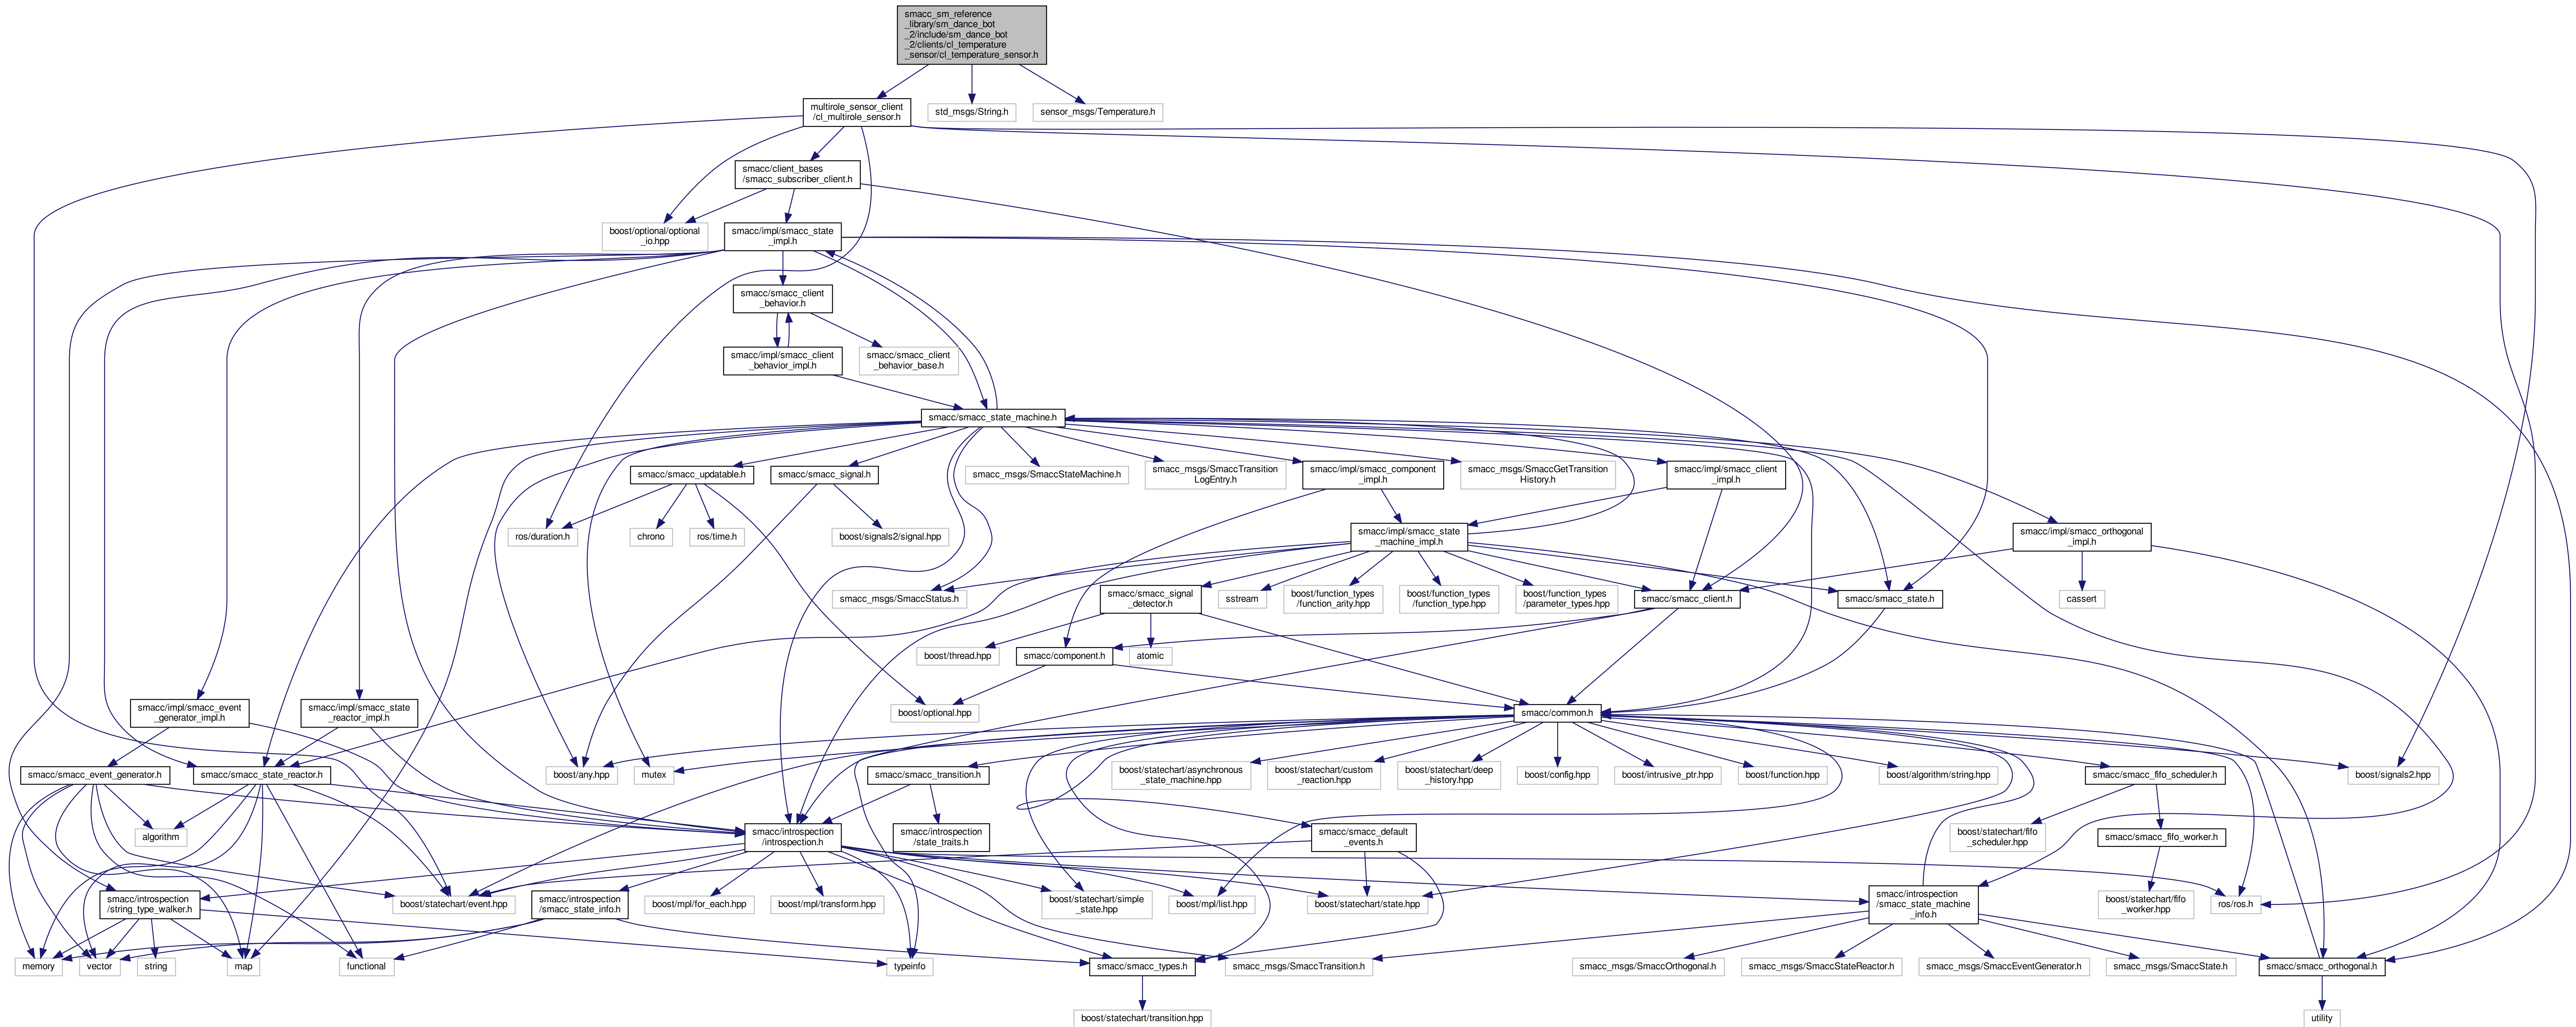 smacc_sm_reference
_library/sm_dance_bot
_2/include/sm_dance_bot
_2/clients/cl_temperature
_sensor/cl_temperature_sensor.h
multirole_sensor_client
/cl_multirole_sensor.h
std_msgs/String.h
sensor_msgs/Temperature.h
smacc/client_bases
/smacc_subscriber_client.h
boost/optional/optional
_io.hpp
smacc/impl/smacc_state
_impl.h
smacc/smacc_client
_behavior.h
smacc/impl/smacc_client
_behavior_impl.h
smacc/smacc_client
_behavior_base.h
smacc/smacc_state_machine.h
smacc/smacc_updatable.h
smacc/smacc_signal.h
smacc_msgs/SmaccStateMachine.h
smacc_msgs/SmaccTransition
LogEntry.h
smacc/impl/smacc_component
_impl.h
smacc_msgs/SmaccGetTransition
History.h
smacc/impl/smacc_client
_impl.h
ros/duration.h
chrono
ros/time.h
boost/signals2/signal.hpp
smacc/impl/smacc_state
_machine_impl.h
smacc/impl/smacc_orthogonal
_impl.h
smacc_msgs/SmaccStatus.h
smacc/smacc_signal
_detector.h
sstream
boost/function_types
/function_arity.hpp
boost/function_types
/function_type.hpp
boost/function_types
/parameter_types.hpp
smacc/smacc_client.h
smacc/smacc_state.h
cassert
boost/thread.hpp
smacc/component.h
atomic
smacc/impl/smacc_event
_generator_impl.h
smacc/impl/smacc_state
_reactor_impl.h
boost/optional.hpp
smacc/common.h
smacc/smacc_event_generator.h
smacc/smacc_state_reactor.h
boost/any.hpp
mutex
smacc/smacc_transition.h
boost/statechart/asynchronous
_state_machine.hpp
boost/statechart/custom
_reaction.hpp
boost/statechart/deep
_history.hpp
boost/config.hpp
boost/intrusive_ptr.hpp
boost/function.hpp
boost/algorithm/string.hpp
smacc/smacc_fifo_scheduler.h
boost/signals2.hpp
algorithm
smacc/introspection
/introspection.h
smacc/introspection
/state_traits.h
smacc/smacc_default
_events.h
boost/statechart/fifo
_scheduler.hpp
smacc/smacc_fifo_worker.h
smacc/introspection
/string_type_walker.h
boost/statechart/event.hpp
smacc/introspection
/smacc_state_info.h
boost/mpl/for_each.hpp
boost/mpl/transform.hpp
boost/statechart/simple
_state.hpp
boost/mpl/list.hpp
boost/statechart/state.hpp
smacc/introspection
/smacc_state_machine
_info.h
boost/statechart/fifo
_worker.hpp
ros/ros.h
memory
vector
string
map
functional
typeinfo
smacc/smacc_types.h
smacc_msgs/SmaccTransition.h
smacc_msgs/SmaccOrthogonal.h
smacc_msgs/SmaccStateReactor.h
smacc_msgs/SmaccEventGenerator.h
smacc_msgs/SmaccState.h
smacc/smacc_orthogonal.h
boost/statechart/transition.hpp
utility